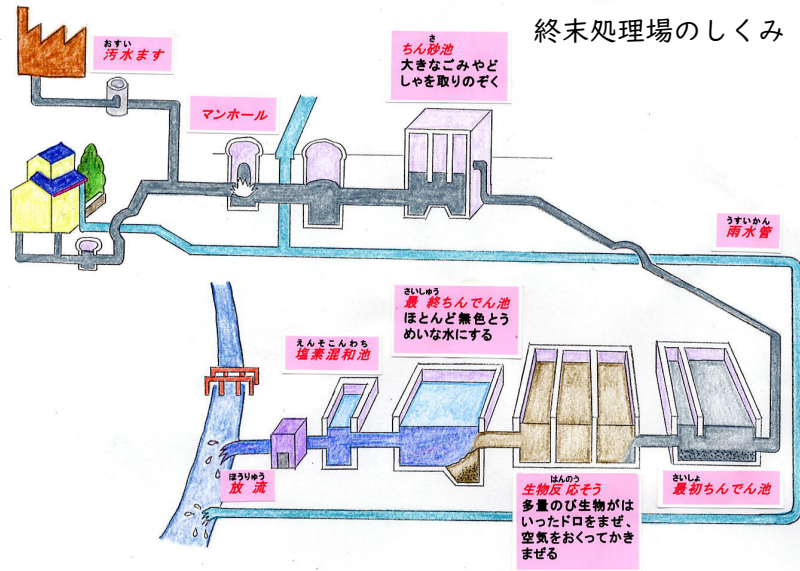 終末処理場のしくみ
おすい
汚水ます
マンホール
さ
ちん砂池
大きなごみやど
しゃを取りのぞく
うすいかん
雨水管
さいしゅう
最 終ちんでん池
ほとんど無色とう
めいな水にする
えんそこんわち
塩素混和池
ほうりゅう
放 流
はんのう
生物反 応そう
多量のび生物がは
いったドロをまぜ、
空気をおくってかき
まぜる
さいしょ
最初ちんでん池